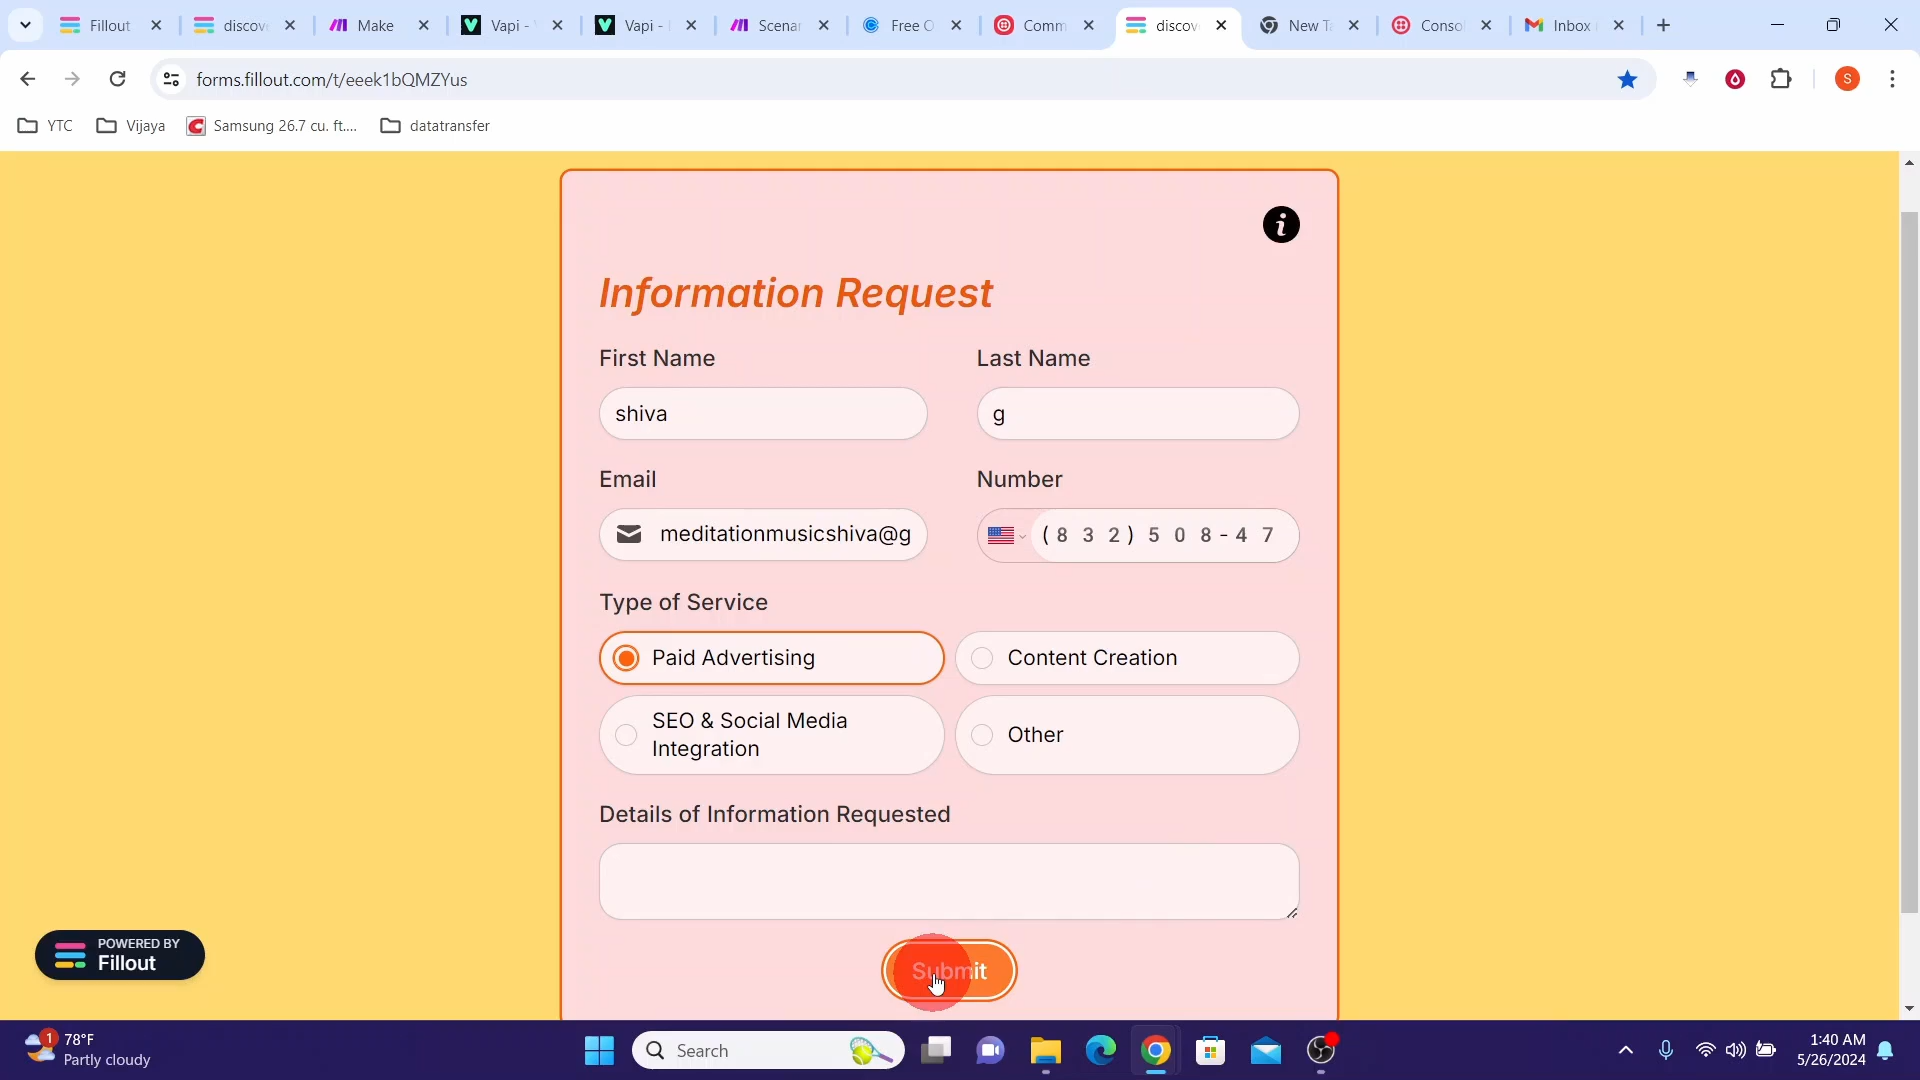 Fillout
discov
Make
Vapi -
Vapi -
Scenar
Free O
Comm
discov
New Ta
Consol
Inbox
forms.fillout.com/t/eeek1bQMZYus
S
YTC
Vijaya
Samsung 26.7 cu. ft....
datatransfer
i
Information Request
First Name
Last Name
shiva
g
Email
Number
meditationmusicshiva@g
(832) 508-47
Type of Service
Paid Advertising
Content Creation
SEO & Social Media
Integration
Other
Details of Information Requested
Submit
POWERED BY
Fillout
1
78°F
Partly cloudy
Search
1:40 AM
5/26/2024